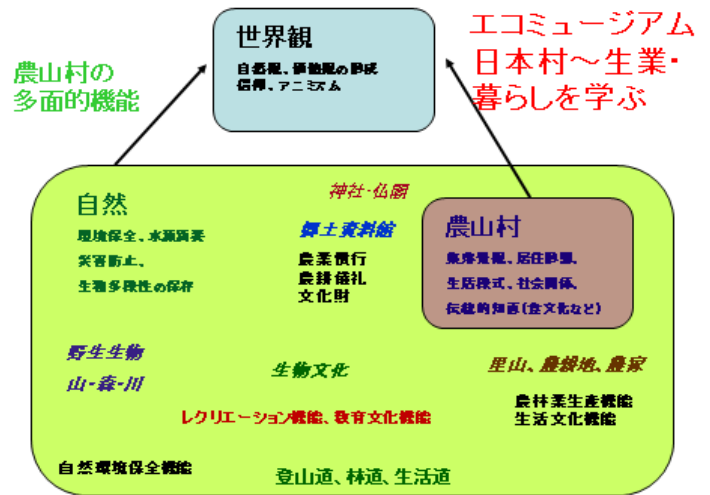 世界観
自然観、価値観の形成
信仰、アニミズム
エコミュージアム
日本村～生業・
暮らしを学ぶ
農山村の
多面的機能
自然
環境保全、水源涵養
災害防止、
生物多様性の保存
神社・仏閣
郷土資料館
農業慣行
農耕儀礼
文化財
農山村
集落景観、居住形態、
生活様式、社会関係、
伝統的知恵(食文化など)
野生生物
山・森・川
生物文化
里山、農耕地、農家
農林業生産機能
生活文化機能
レクリエーション機能、教育文化機能
自然環境保全機能
登山道、林道、生活道